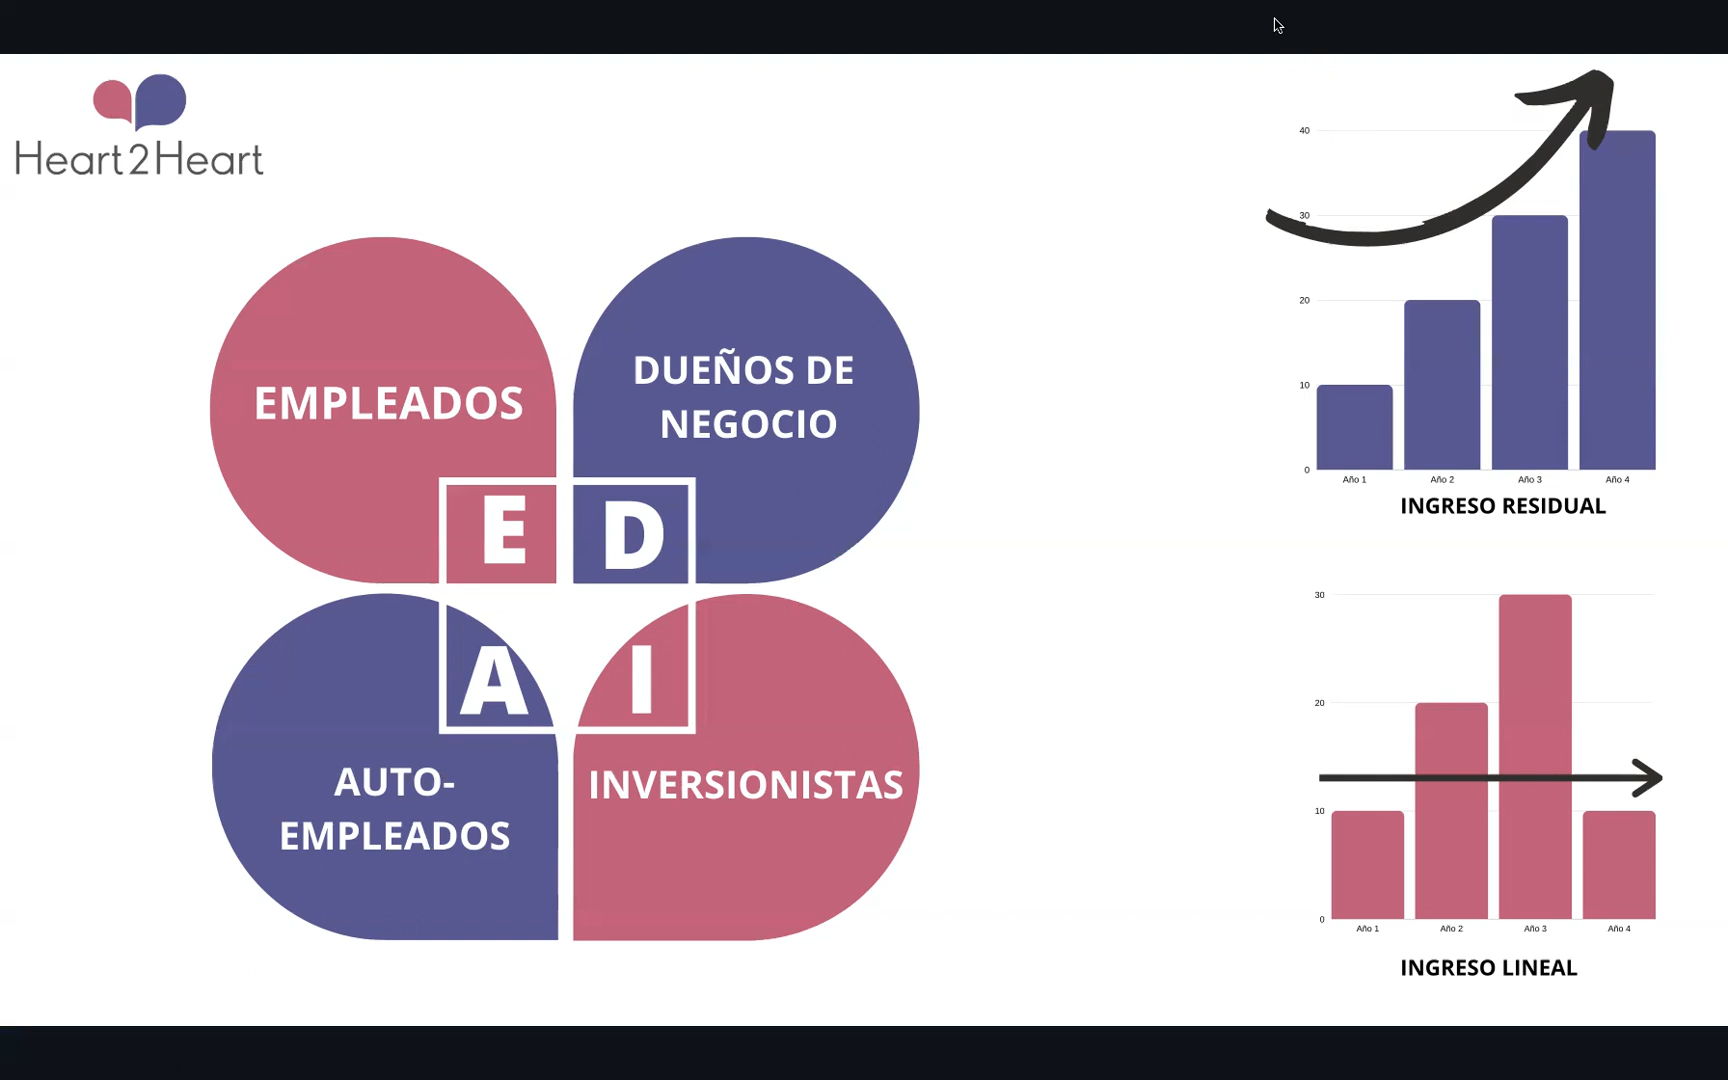 Heart2Heart
EMPLEADOS
DUEÑOS DE
NEGOCIO
E
D
A
I
AUTO-
EMPLEADOS
INVERSIONISTAS
40
30
20
10
0
Año 1
Año 2
Año 3
Año 4
INGRESO RESIDUAL
30
20
10
0
Año 1
Año 2
Año 3
Año 4
INGRESO LINEAL